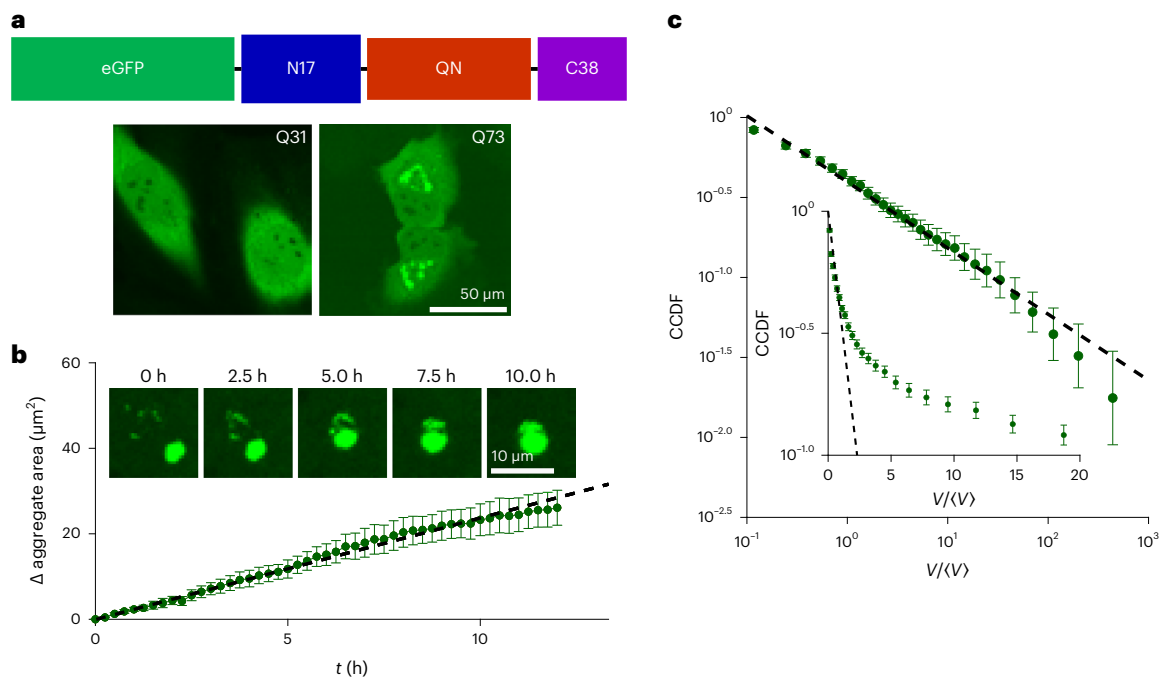 a
eGFP
N17
QN
C38
Q31
Q73
50 µm
b
Δ aggregate area (µm²)
60
40
20
0
0 h
2.5 h
5.0 h
7.5 h
10.0 h
10 µm
0
5
10
t (h)
c
CCDF
10⁰
10⁻⁰·⁵
10⁻¹·⁰
10⁻¹·⁵
10⁻²·⁰
10⁻²·⁵
10⁻¹
10⁰
10¹
10²
10³
V/⟨V⟩
CCDF
10⁰
10⁻⁰·⁵
10⁻¹·⁰
0
5
10
15
20
V/⟨V⟩